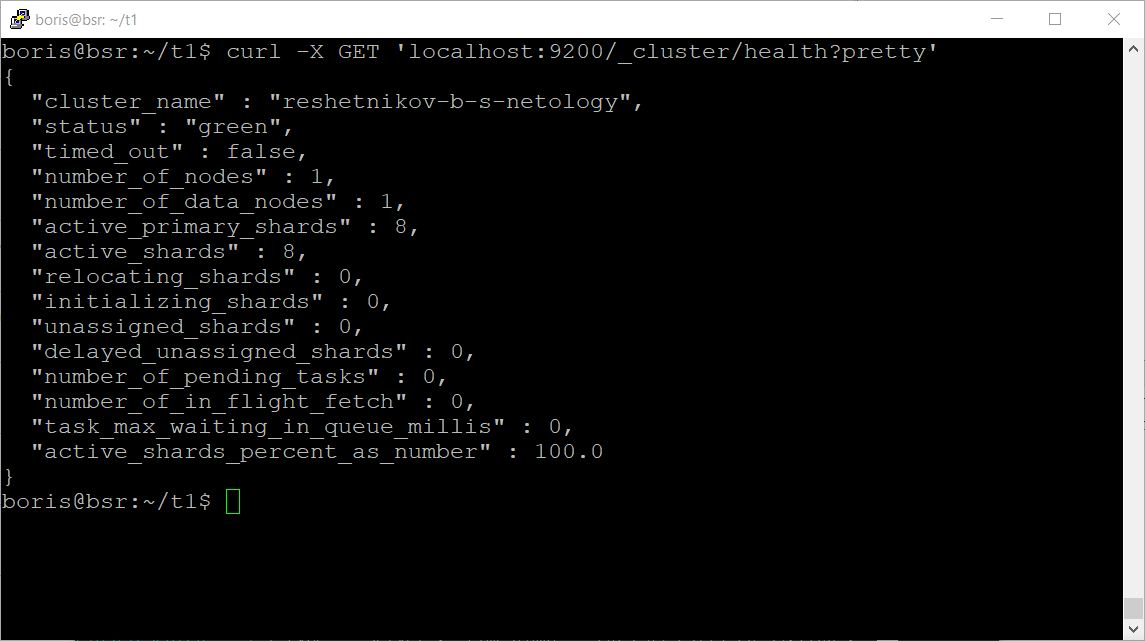 boris@bsr: ~/t1
boris@bsr:~/t1$ curl -X GET 'localhost:9200/_cluster/health?pretty'
{
  "cluster_name" : "reshetnikov-b-s-netology",
  "status" : "green",
  "timed_out" : false,
  "number_of_nodes" : 1,
  "number_of_data_nodes" : 1,
  "active_primary_shards" : 8,
  "active_shards" : 8,
  "relocating_shards" : 0,
  "initializing_shards" : 0,
  "unassigned_shards" : 0,
  "delayed_unassigned_shards" : 0,
  "number_of_pending_tasks" : 0,
  "number_of_in_flight_fetch" : 0,
  "task_max_waiting_in_queue_millis" : 0,
  "active_shards_percent_as_number" : 100.0
}
boris@bsr:~/t1$